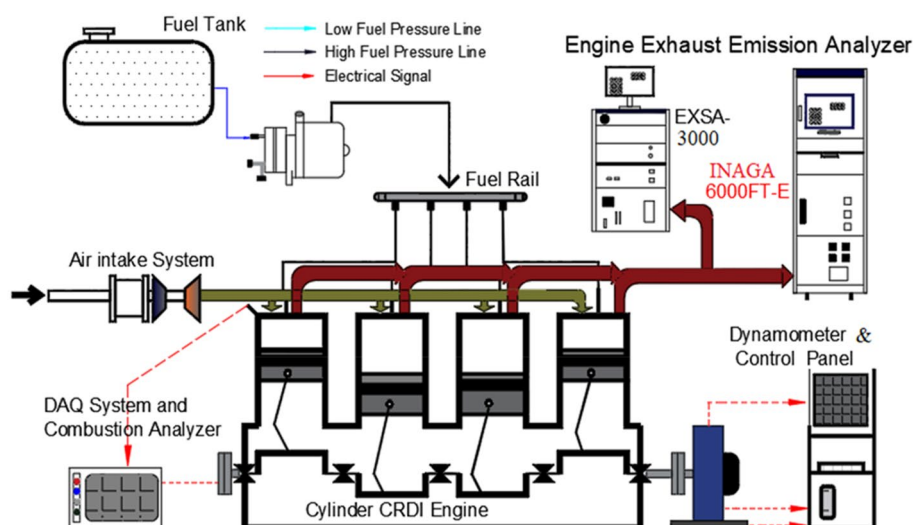 Fuel Tank
Low Fuel Pressure Line
High Fuel Pressure Line
Electrical Signal
Engine Exhaust Emission Analyzer
EXSA-
3000
INAGA
6000FT-E
Fuel Rail
Air intake System
Dynamometer &
Control Panel
DAQ System and
Combustion Analyzer
Cylinder CRDI Engine